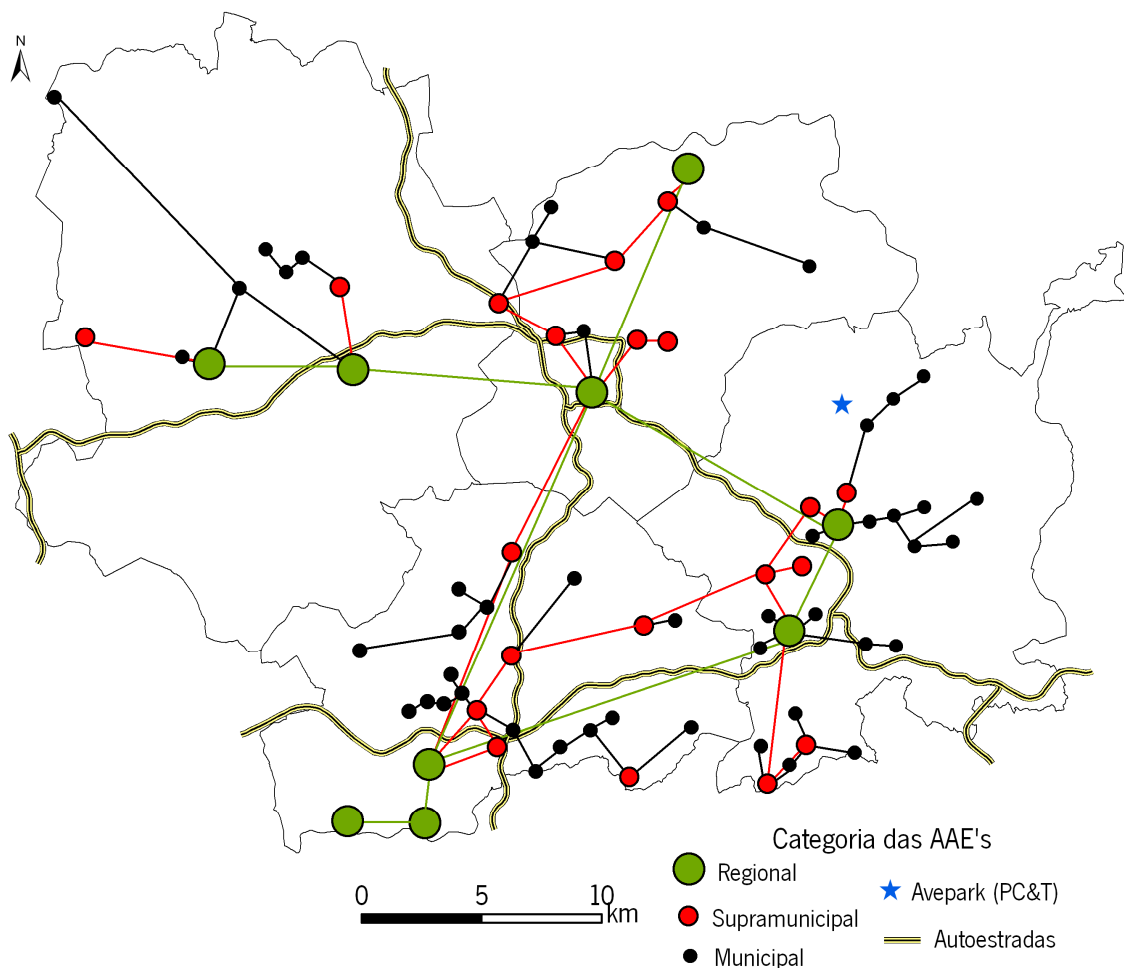 N
Categoria das AAE's
Regional
Avepark (PC&T)
Supramunicipal
Autoestradas
Municipal
0 5 10
km